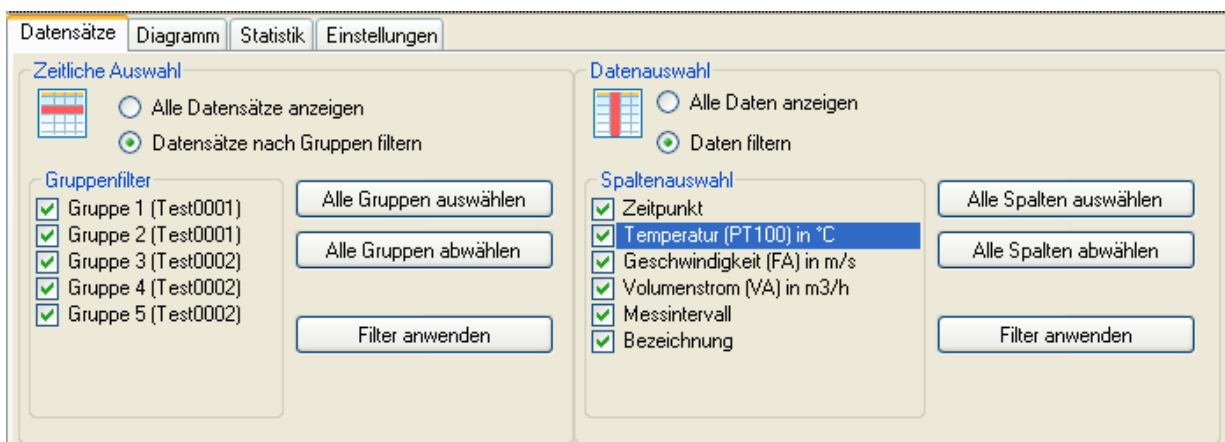 Datensätze Diagramm Statistik Einstellungen
Zeitliche Auswahl
Alle Datensätze anzeigen
Datensätze nach Gruppen filtern
Gruppenfilter
Gruppe 1 (Test0001)
Gruppe 2 (Test0001)
Gruppe 3 (Test0002)
Gruppe 4 (Test0002)
Gruppe 5 (Test0002)
Alle Gruppen auswählen
Alle Gruppen abwählen
Filter anwenden
Datenauswahl
Alle Daten anzeigen
Daten filtern
Spaltenauswahl
Zeitpunkt
Temperatur (PT100) in °C
Geschwindigkeit (FA) in m/s
Volumenstrom (VA) in m3/h
Messintervall
Bezeichnung
Alle Spalten auswählen
Alle Spalten abwählen
Filter anwenden